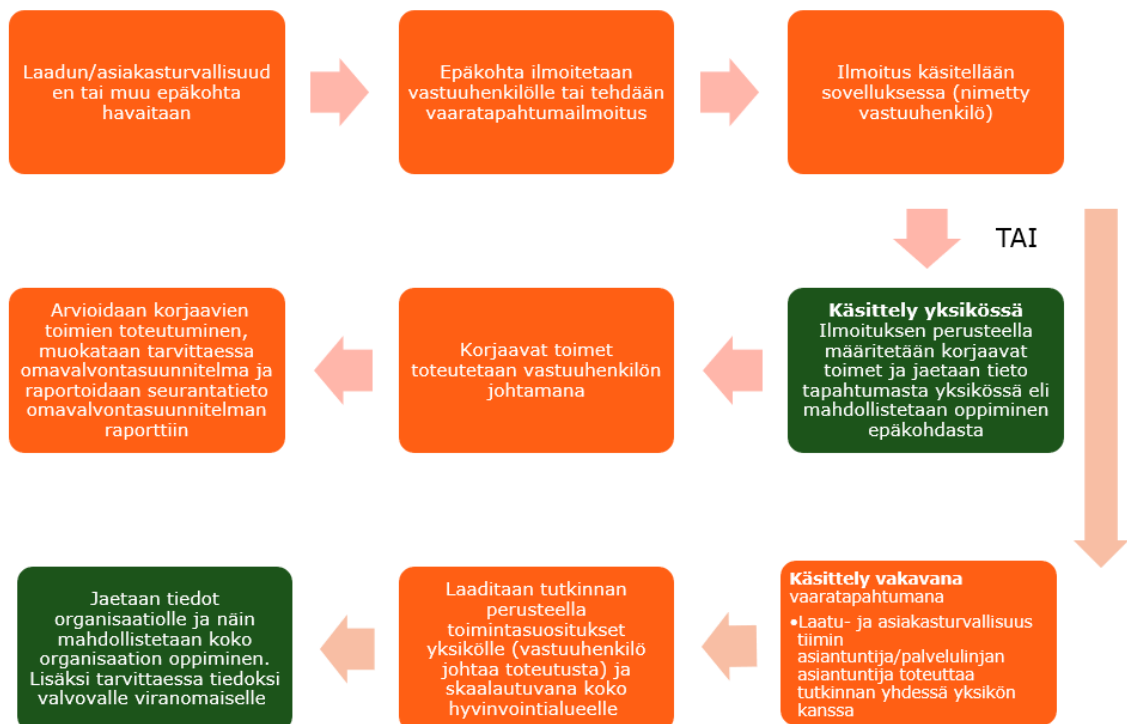 Laadun/asiakasturvallisuud
en tai muu epäkohta
havaitaan
Epäkohta ilmoitetaan
vastuuhenkilölle tai tehdään
vaaratapahtumailmoitus
Ilmoitus käsitellään
sovelluksessa (nimetty
vastuuhenkilö)
TAI
Käsittely yksikössä
Ilmoituksen perusteella
määritetään korjaavat
toimet ja jaetaan tieto
tapahtumasta yksikössä eli
mahdollistetaan oppiminen
epäkohdasta
Korjaavat toimet
toteutetaan vastuuhenkilön
johtamana
Arvioidaan korjaavien
toimien toteutuminen,
muokataan tarvittaessa
omavalvontasuunnitelma ja
raportoidaan seurantatieto
omavalvontasuunnitelman
raporttiin
Käsittely vakavana
vaaratapahtumana
•Laatu- ja asiakasturvallisuus
tiimin
asiantuntija/palvelulinjan
asiantuntija toteuttaa
tutkinnan yhdessä yksikön
kanssa
Laaditaan tutkinnan
perusteella
toimintasuositukset
yksikölle (vastuuhenkilö
johtaa toteutusta) ja
skaalautuvana koko
hyvinvointialueelle
Jaetaan tiedot
organisaatiolle ja näin
mahdollistetaan koko
organisaation oppiminen.
Lisäksi tarvittaessa tiedoksi
valvovalle viranomaiselle